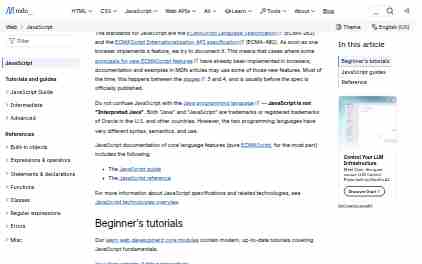 mdn
HTML CSS JavaScript Web APIs All Learn Tools About Blog
Web > JavaScript
Theme English (US)
Filter
JavaScript
Tutorials and guides
JavaScript Guide
Intermediate
Advanced
References
Built-in objects
Expressions & operators
Statements & declarations
Functions
Classes
Regular expressions
Errors
Misc
The standards for JavaScript are the ECMAScript Language Specification (ECMA-262)
and the ECMAScript Internationalization API specification (ECMA-402). As soon as one
browser implements a feature, we try to document it. This means that cases where some
proposals for new ECMAScript features have already been implemented in browsers,
documentation and examples in MDN articles may use some of those new features. Most of
the time, this happens between the stages 3 and 4, and is usually before the spec is
officially published.
Do not confuse JavaScript with the Java programming language — JavaScript is not
"Interpreted Java". Both "Java" and "JavaScript" are trademarks or registered trademarks
of Oracle in the U.S. and other countries. However, the two programming languages have
very different syntax, semantics, and use.
JavaScript documentation of core language features (pure ECMAScript, for the most part)
includes the following:
The JavaScript guide
The JavaScript reference
For more information about JavaScript specifications and related technologies, see
JavaScript technologies overview.
Beginner's tutorials
Our learn web development core modules contain modern, up-to-date tutorials covering
JavaScript fundamentals.
In this article
Beginner's tutorials
JavaScript guides
Reference
Control Your LLM
Infrastructure